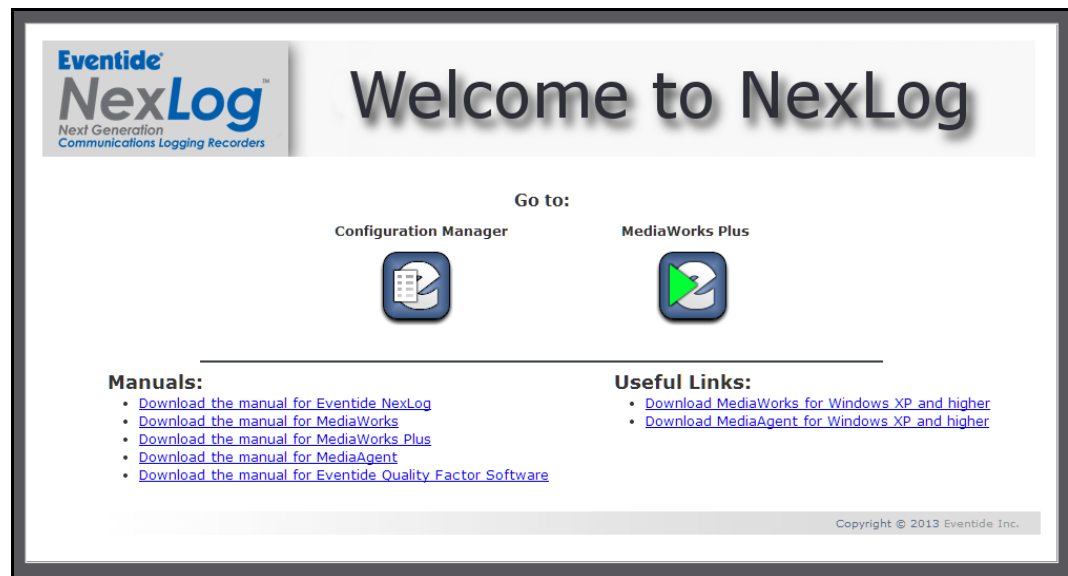 Eventide®
NexLog™
Next Generation
Communications Logging Recorders
Welcome to NexLog
Go to:
Configuration Manager
MediaWorks Plus
Manuals:
Download the manual for Eventide NexLog
Download the manual for MediaWorks
Download the manual for MediaWorks Plus
Download the manual for MediaAgent
Download the manual for Eventide Quality Factor Software
Useful Links:
Download MediaWorks for Windows XP and higher
Download MediaAgent for Windows XP and higher
Copyright © 2013 Eventide Inc.